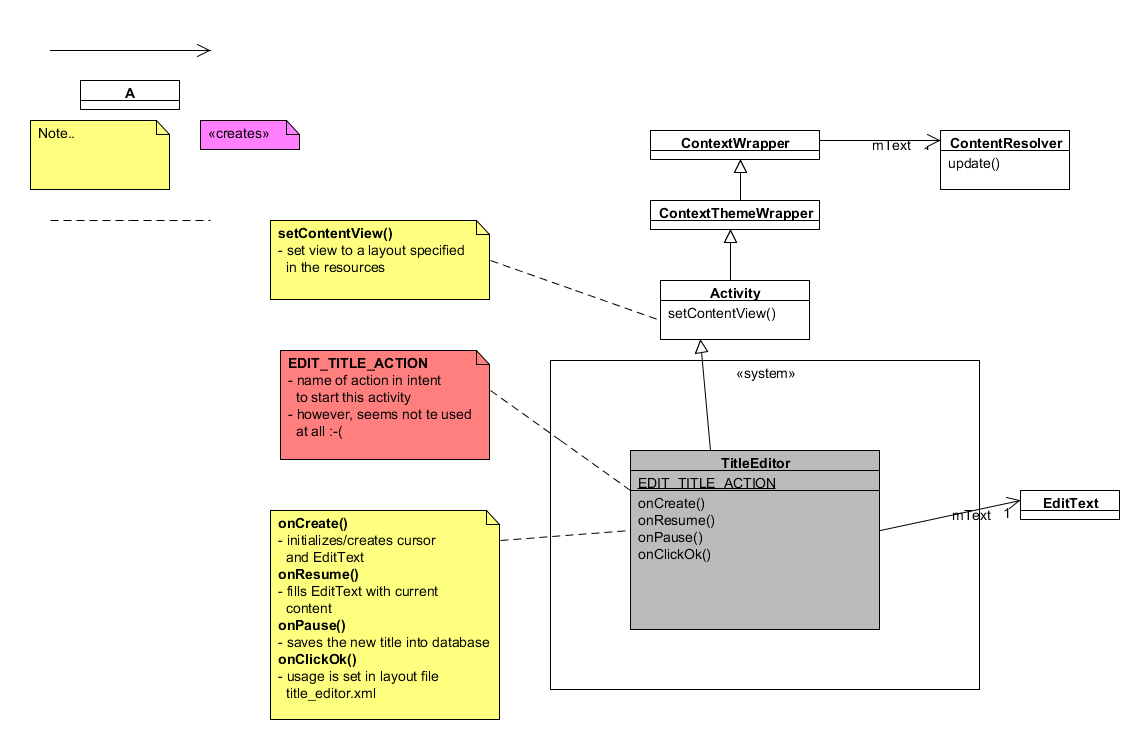 A
Note..
«creates»
ContextWrapper
mText
ContentResolver
update()
ContextThemeWrapper
setContentView()
- set view to a layout specified
in the resources
Activity
setContentView()
EDIT_TITLE_ACTION
- name of action in intent
to start this activity
- however, seems not te used
at all :-(
«system»
TitleEditor
EDIT_TITLE_ACTION
onCreate()
onResume()
onPause()
onClickOk()
mText 1
EditText
onCreate()
- initializes/creates cursor
and EditText
onResume()
- fills EditText with current
content
onPause()
- saves the new title into database
onClickOk()
- usage is set in layout file
title_editor.xml